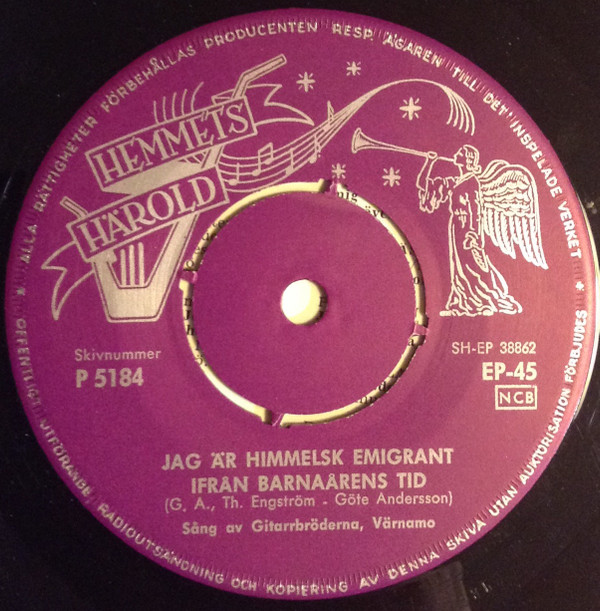 ★ ALLA RÄTTIGHETER FÖRBEHÅLLAS PRODUCENTEN RESP. ÄGAREN TILL DET INSPELADE VERKET ★
HEMMETS
HÄROLD
Skivnummer
P 5184
SH-EP 38862
EP-45
NCB
JAG ÄR HIMMELSK EMIGRANT
IFRÅN BARNAÅRENS TID
(G. A., Th. Engström - Göte Andersson)
Sång av Gitarrbröderna, Värnamo
OFFENTLIGT UTFÖRANDE RADIOUTSÄNDNING OCH KOPIERING AV DENNA SKIVA UTAN AUKTORISATION FÖRBJUDES